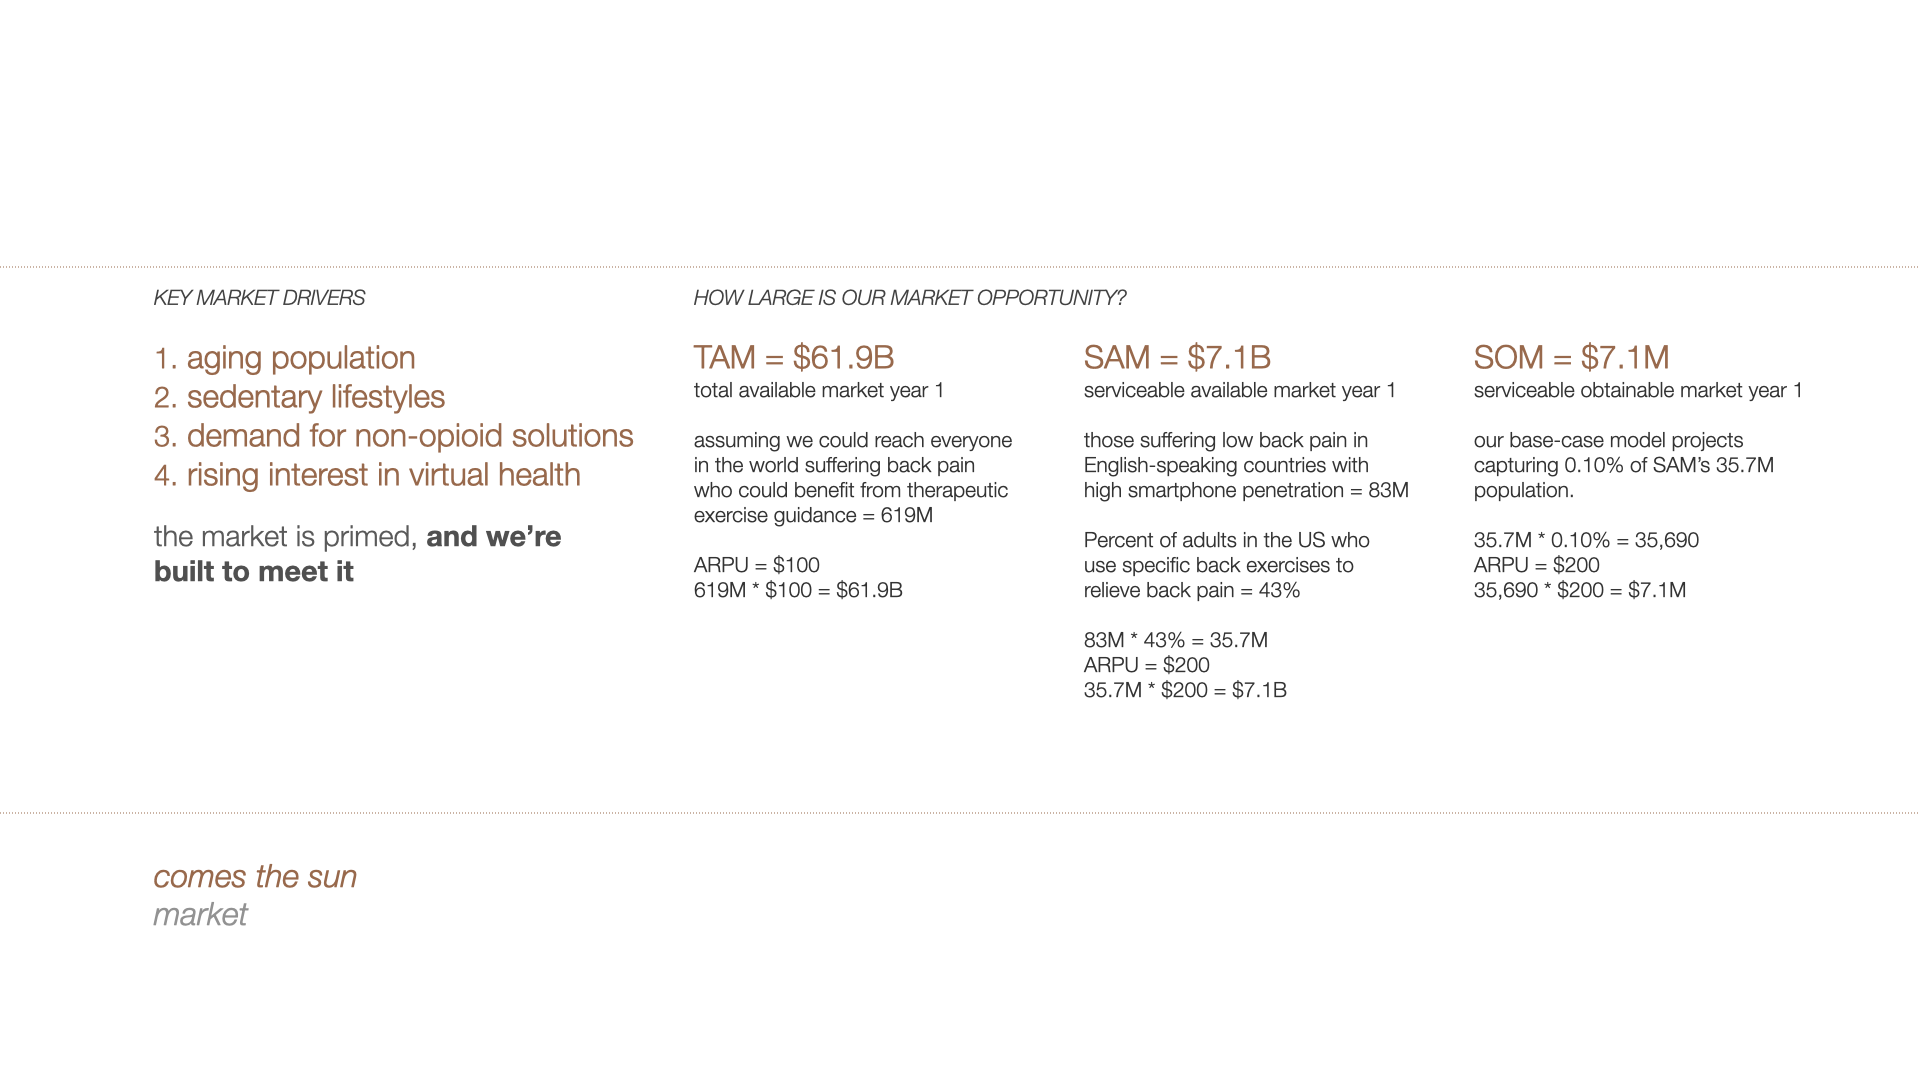 KEY MARKET DRIVERS
1. aging population
2. sedentary lifestyles
3. demand for non-opioid solutions
4. rising interest in virtual health
the market is primed, and we’re
built to meet it
HOW LARGE IS OUR MARKET OPPORTUNITY?
TAM = $61.9B
total available market year 1
assuming we could reach everyone
in the world suffering back pain
who could benefit from therapeutic
exercise guidance = 619M
ARPU = $100
619M * $100 = $61.9B
SAM = $7.1B
serviceable available market year 1
those suffering low back pain in
English-speaking countries with
high smartphone penetration = 83M
Percent of adults in the US who
use specific back exercises to
relieve back pain = 43%
83M * 43% = 35.7M
ARPU = $200
35.7M * $200 = $7.1B
SOM = $7.1M
serviceable obtainable market year 1
our base-case model projects
capturing 0.10% of SAM’s 35.7M
population.
35.7M * 0.10% = 35,690
ARPU = $200
35,690 * $200 = $7.1M
comes the sun
market